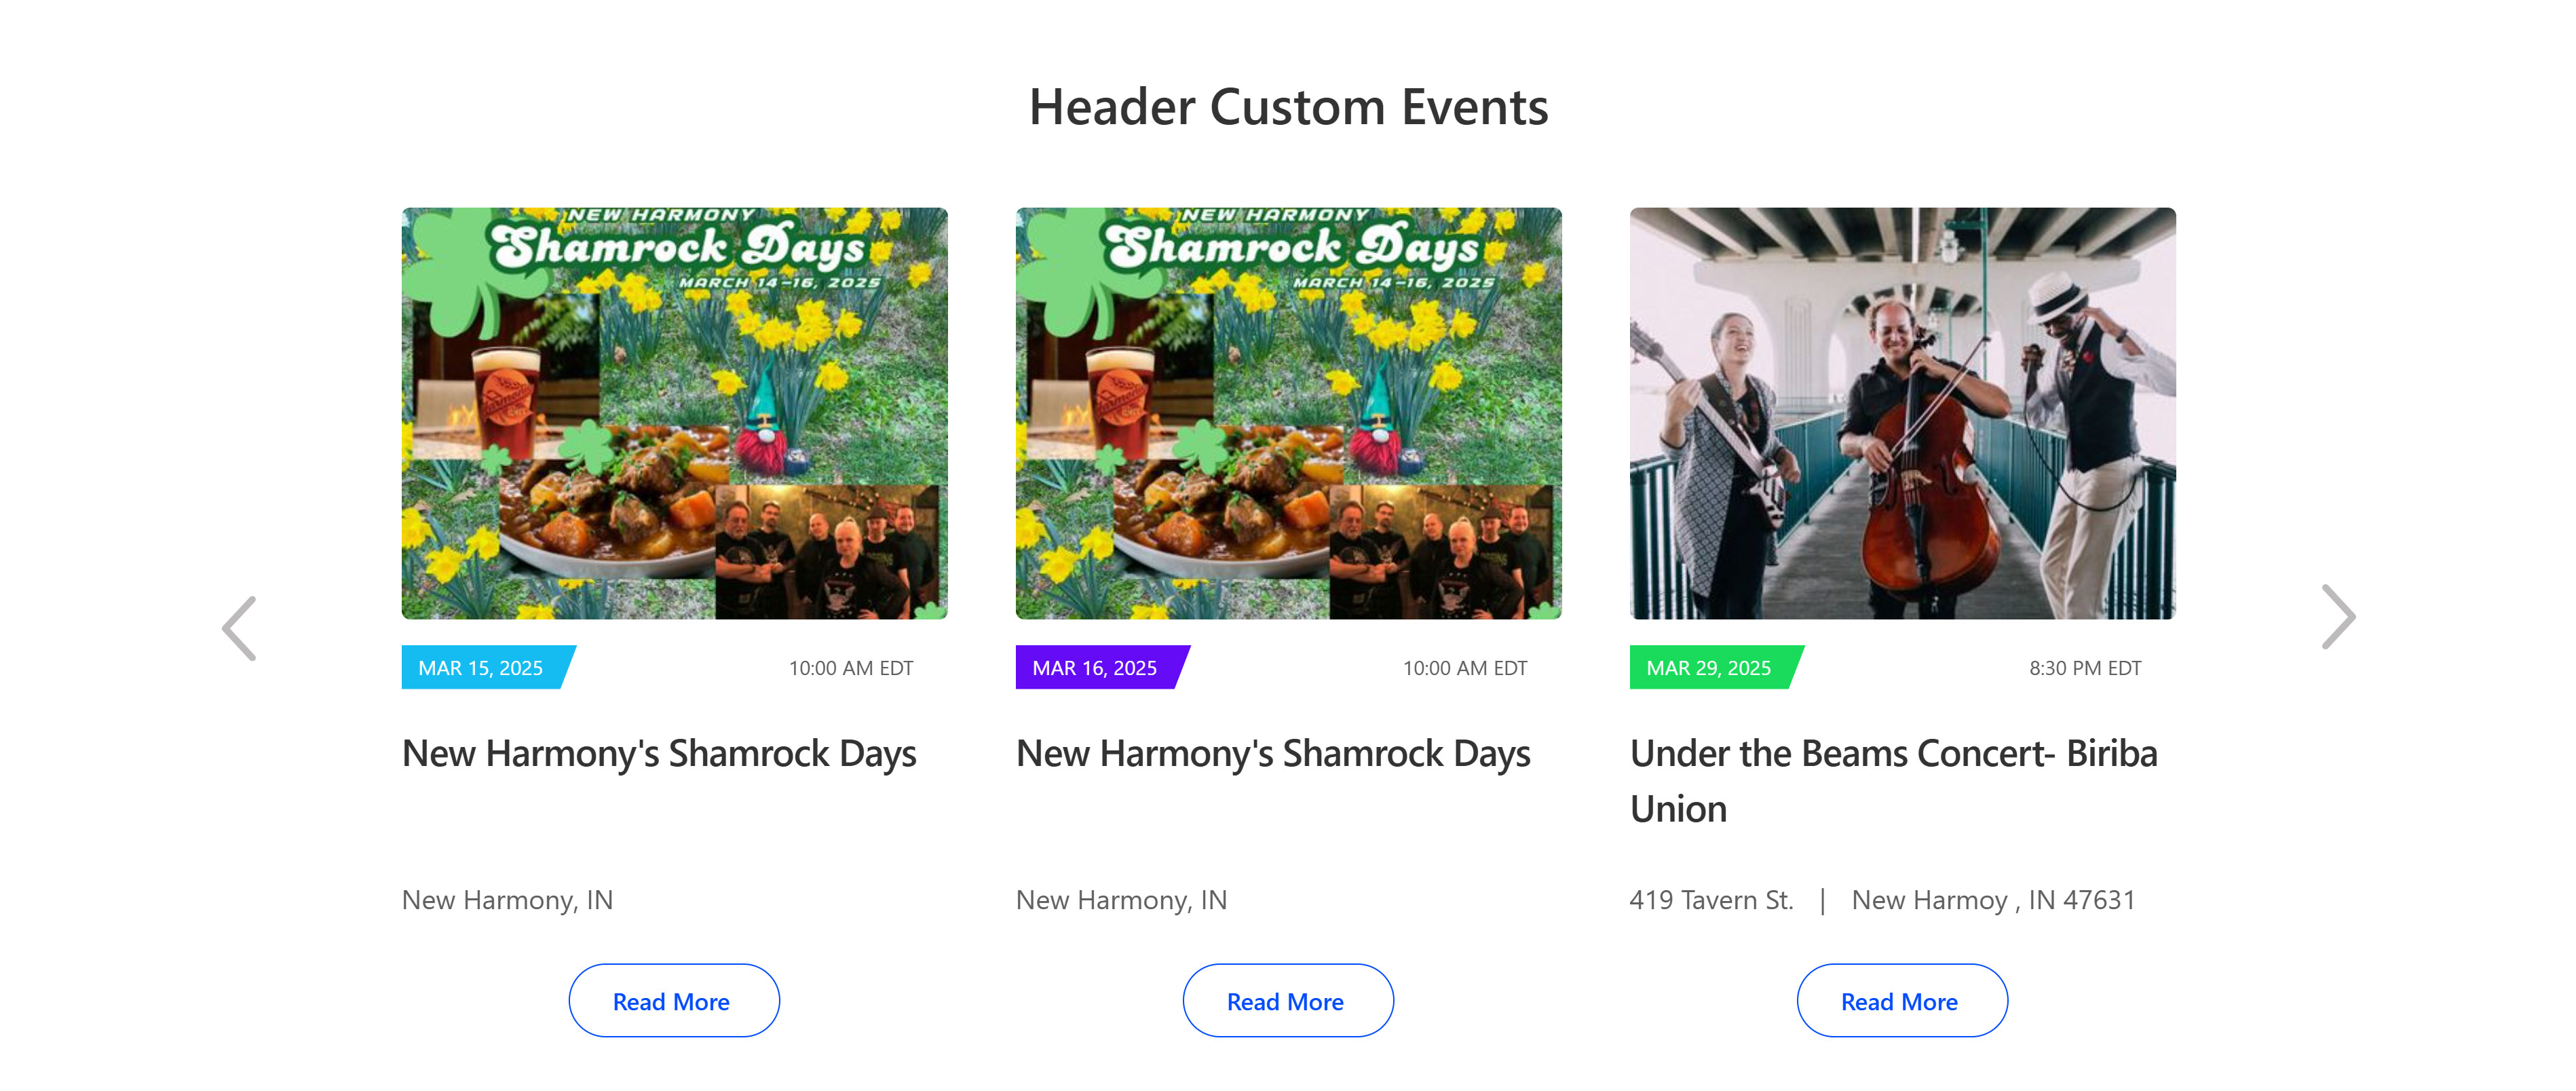 Header Custom Events
NEW HARMONY
Shamrock Days
MARCH 14-16, 2025
NEW HARMONY
Shamrock Days
MARCH 14-16, 2025
MAR 15, 2025
10:00 AM EDT
MAR 16, 2025
10:00 AM EDT
MAR 29, 2025
8:30 PM EDT
New Harmony's Shamrock Days
New Harmony's Shamrock Days
Under the Beams Concert- Biriba
Union
New Harmony, IN
New Harmony, IN
419 Tavern St. | New Harmoy , IN 47631
Read More
Read More
Read More